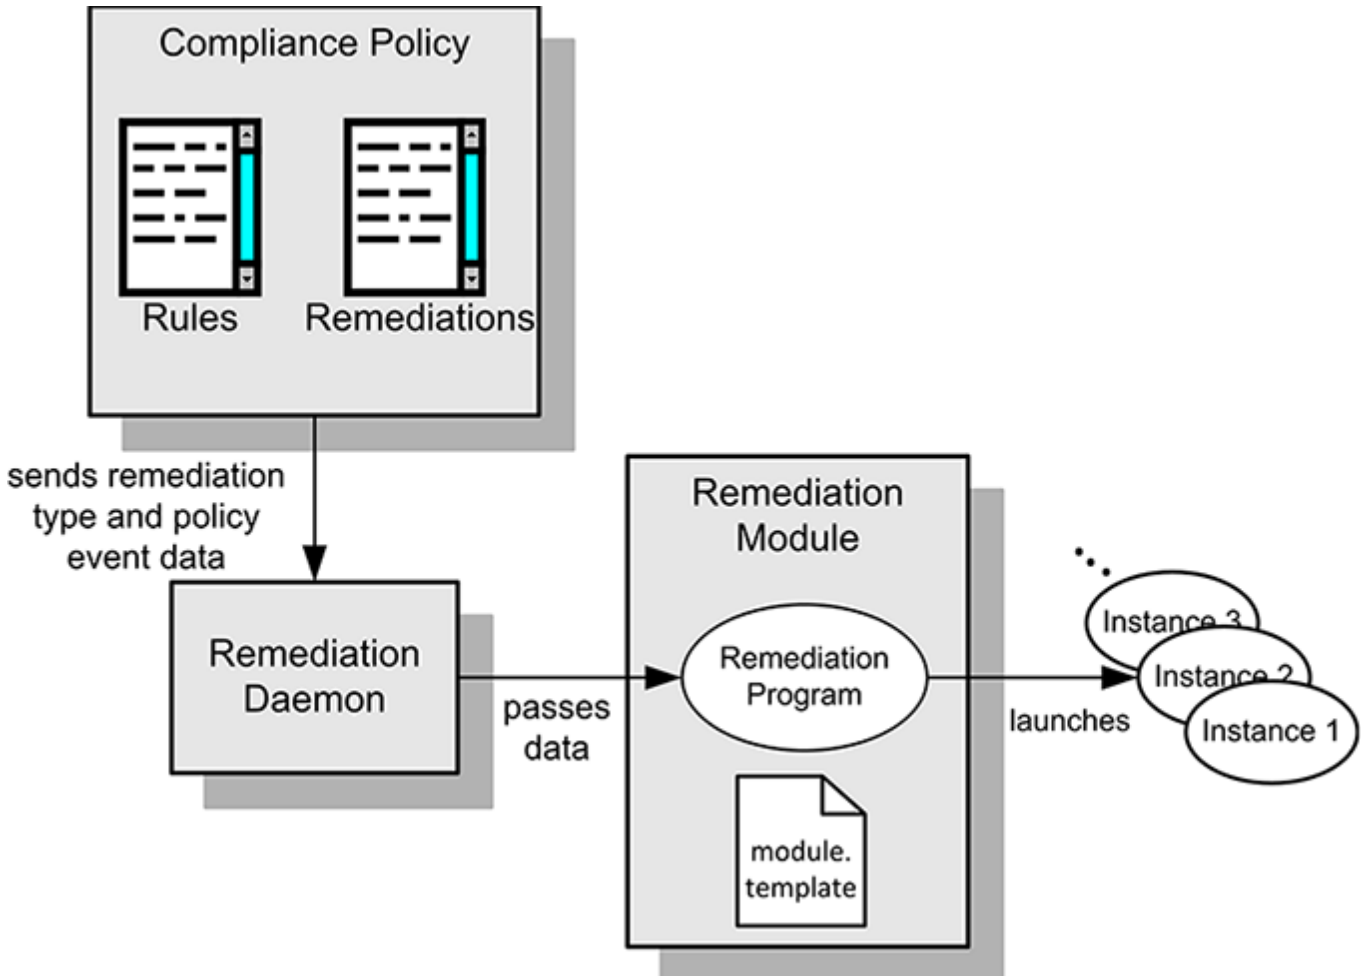 Compliance Policy
Rules
Remediations
sends remediation
type and policy
event data
Remediation
Daemon
passes
data
Remediation
Module
Remediation
Program
module.
template
launches
Instance 3
Instance 2
Instance 1